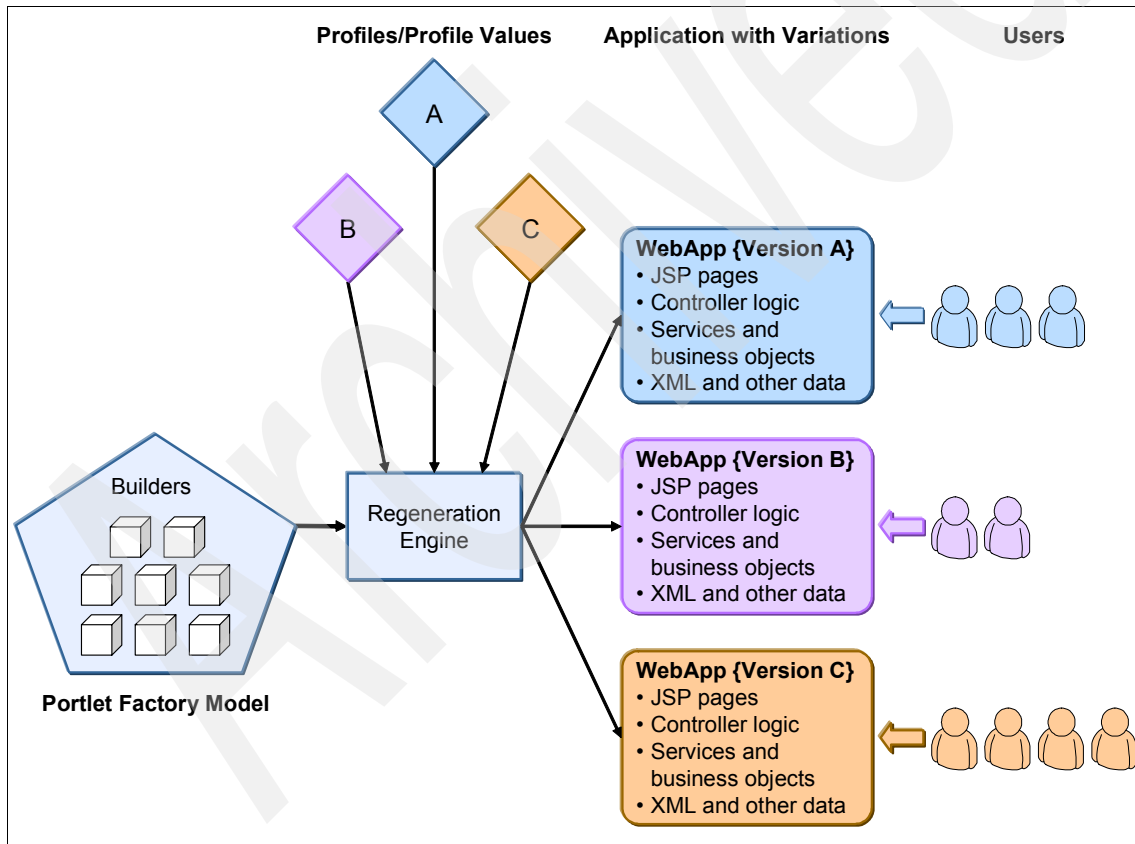 Profiles/Profile Values
Application with Variations
Users
A
B
C
WebApp {Version A}
• JSP pages
• Controller logic
• Services and
business objects
• XML and other data
WebApp {Version B}
• JSP pages
• Controller logic
• Services and
business objects
• XML and other data
Builders
Regeneration
Engine
Portlet Factory Model
WebApp {Version C}
• JSP pages
• Controller logic
• Services and
business objects
• XML and other data